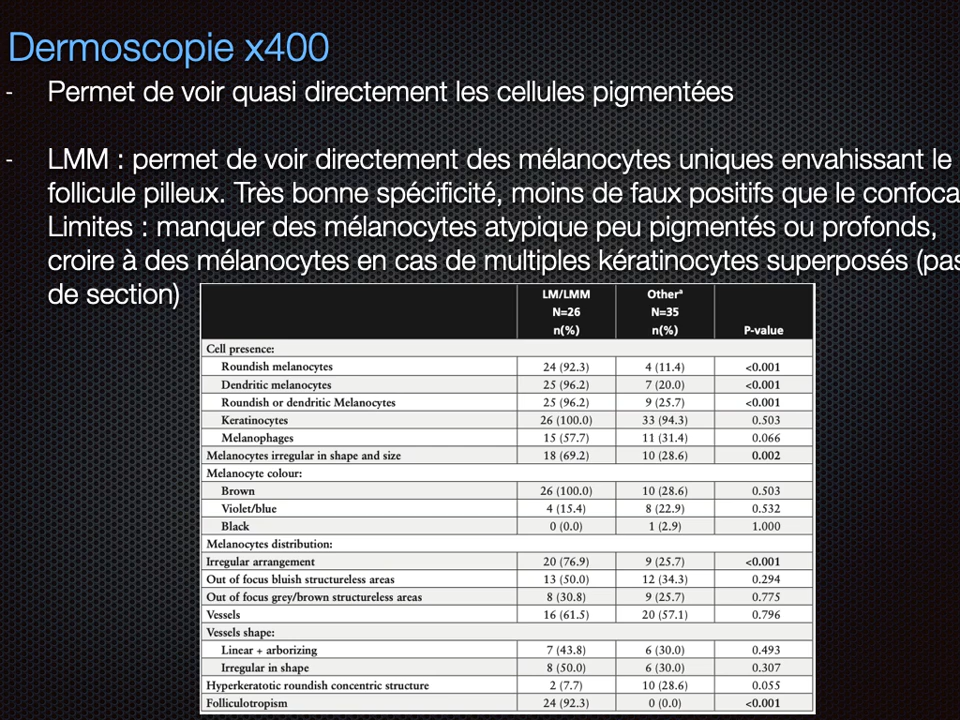 Dermoscopie x400
- Permet de voir quasi directement les cellules pigmentées
- LMM : permet de voir directement des mélanocytes uniques envahissant le
follicule pilleux. Très bonne spécificité, moins de faux positifs que le confoca
Limites : manquer des mélanocytes atypique peu pigmentés ou profonds,
croire à des mélanocytes en cas de multiples kératinocytes superposés (pas
de section)
-
LM/LMM N=26 n(%) Otherᵃ N=35 n(%) P-value
Cell presence:
Roundish melanocytes 24 (92.3) 4 (11.4) <0.001
Dendritic melanocytes 25 (96.2) 7 (20.0) <0.001
Roundish or dendritic Melanocytes 25 (96.2) 9 (25.7) <0.001
Keratinocytes 26 (100.0) 33 (94.3) 0.503
Melanophages 15 (57.7) 11 (31.4) 0.066
Melanocytes irregular in shape and size 18 (69.2) 10 (28.6) 0.002
Melanocyte colour:
Brown 26 (100.0) 10 (28.6) 0.503
Violet/blue 4 (15.4) 8 (22.9) 0.532
Black 0 (0.0) 1 (2.9) 1.000
Melanocytes distribution:
Irregular arrangement 20 (76.9) 9 (25.7) <0.001
Out of focus bluish structureless areas 13 (50.0) 12 (34.3) 0.294
Out of focus grey/brown structureless areas 8 (30.8) 9 (25.7) 0.775
Vessels 16 (61.5) 20 (57.1) 0.796
Vessels shape:
Linear + arborizing 7 (43.8) 6 (30.0) 0.493
Irregular in shape 8 (50.0) 6 (30.0) 0.307
Hyperkeratotic roundish concentric structure 2 (7.7) 10 (28.6) 0.055
Folliculotropism 24 (92.3) 0 (0.0) <0.001